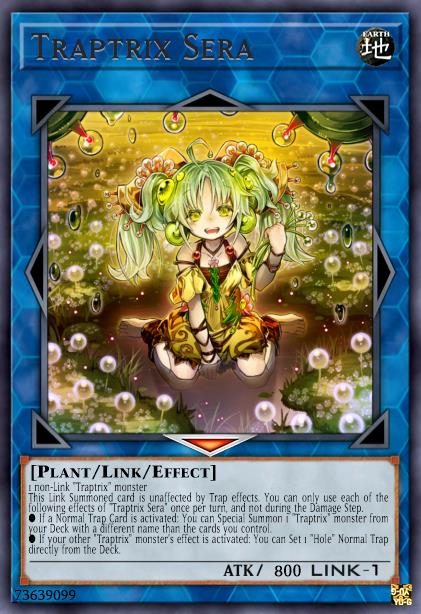 Traptrix Sera
EARTH
地
[Plant/Link/Effect]
1 non-Link "Traptrix" monster
This Link Summoned card is unaffected by Trap effects. You can only use each of the
following effects of "Traptrix Sera" once per turn, and not during the Damage Step.
● If a Normal Trap Card is activated: You can Special Summon 1 "Traptrix" monster from
your Deck with a different name than the cards you control.
● If your other "Traptrix" monster's effect is activated: You can Set 1 "Hole" Normal Trap
directly from the Deck.
ATK/ 800 LINK-1
73639099